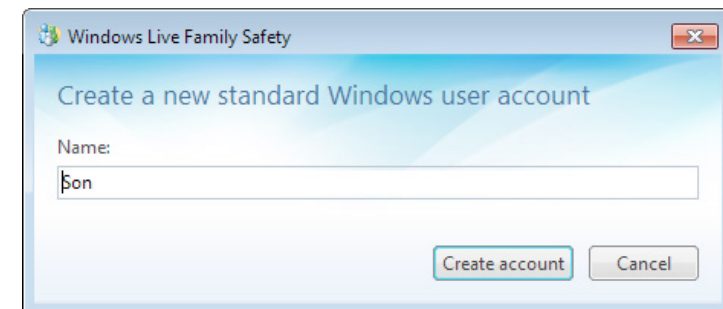 Windows Live Family Safety
Create a new standard Windows user account
Name:
Son
Create account Cancel